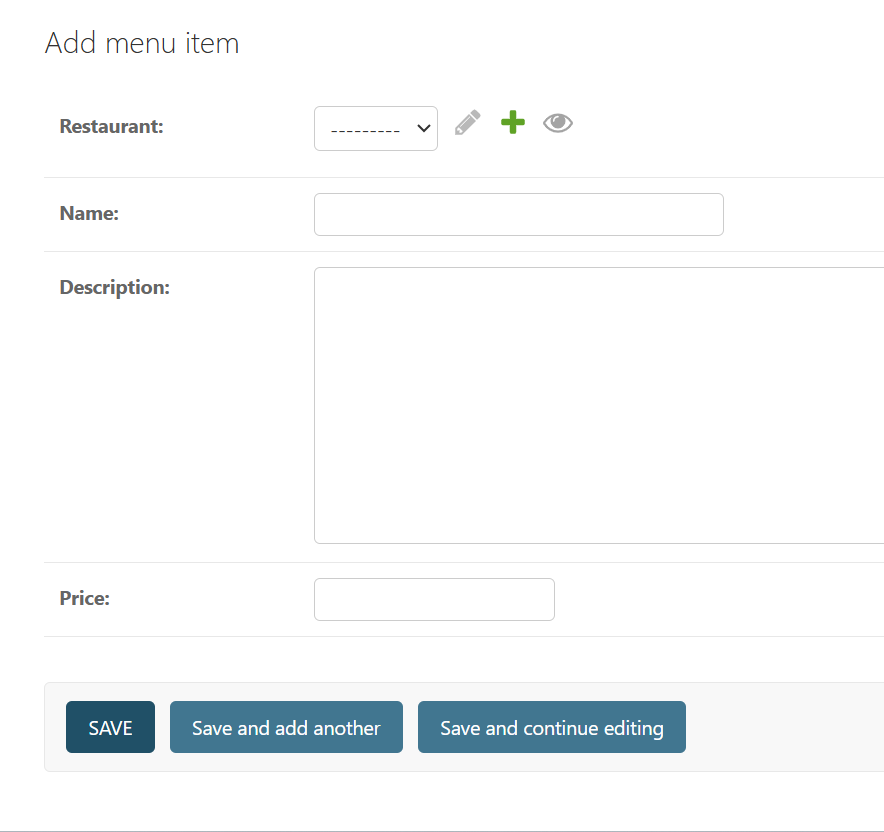 Add menu item
Restaurant:
---------
Name:
Description:
Price:
SAVE
Save and add another
Save and continue editing